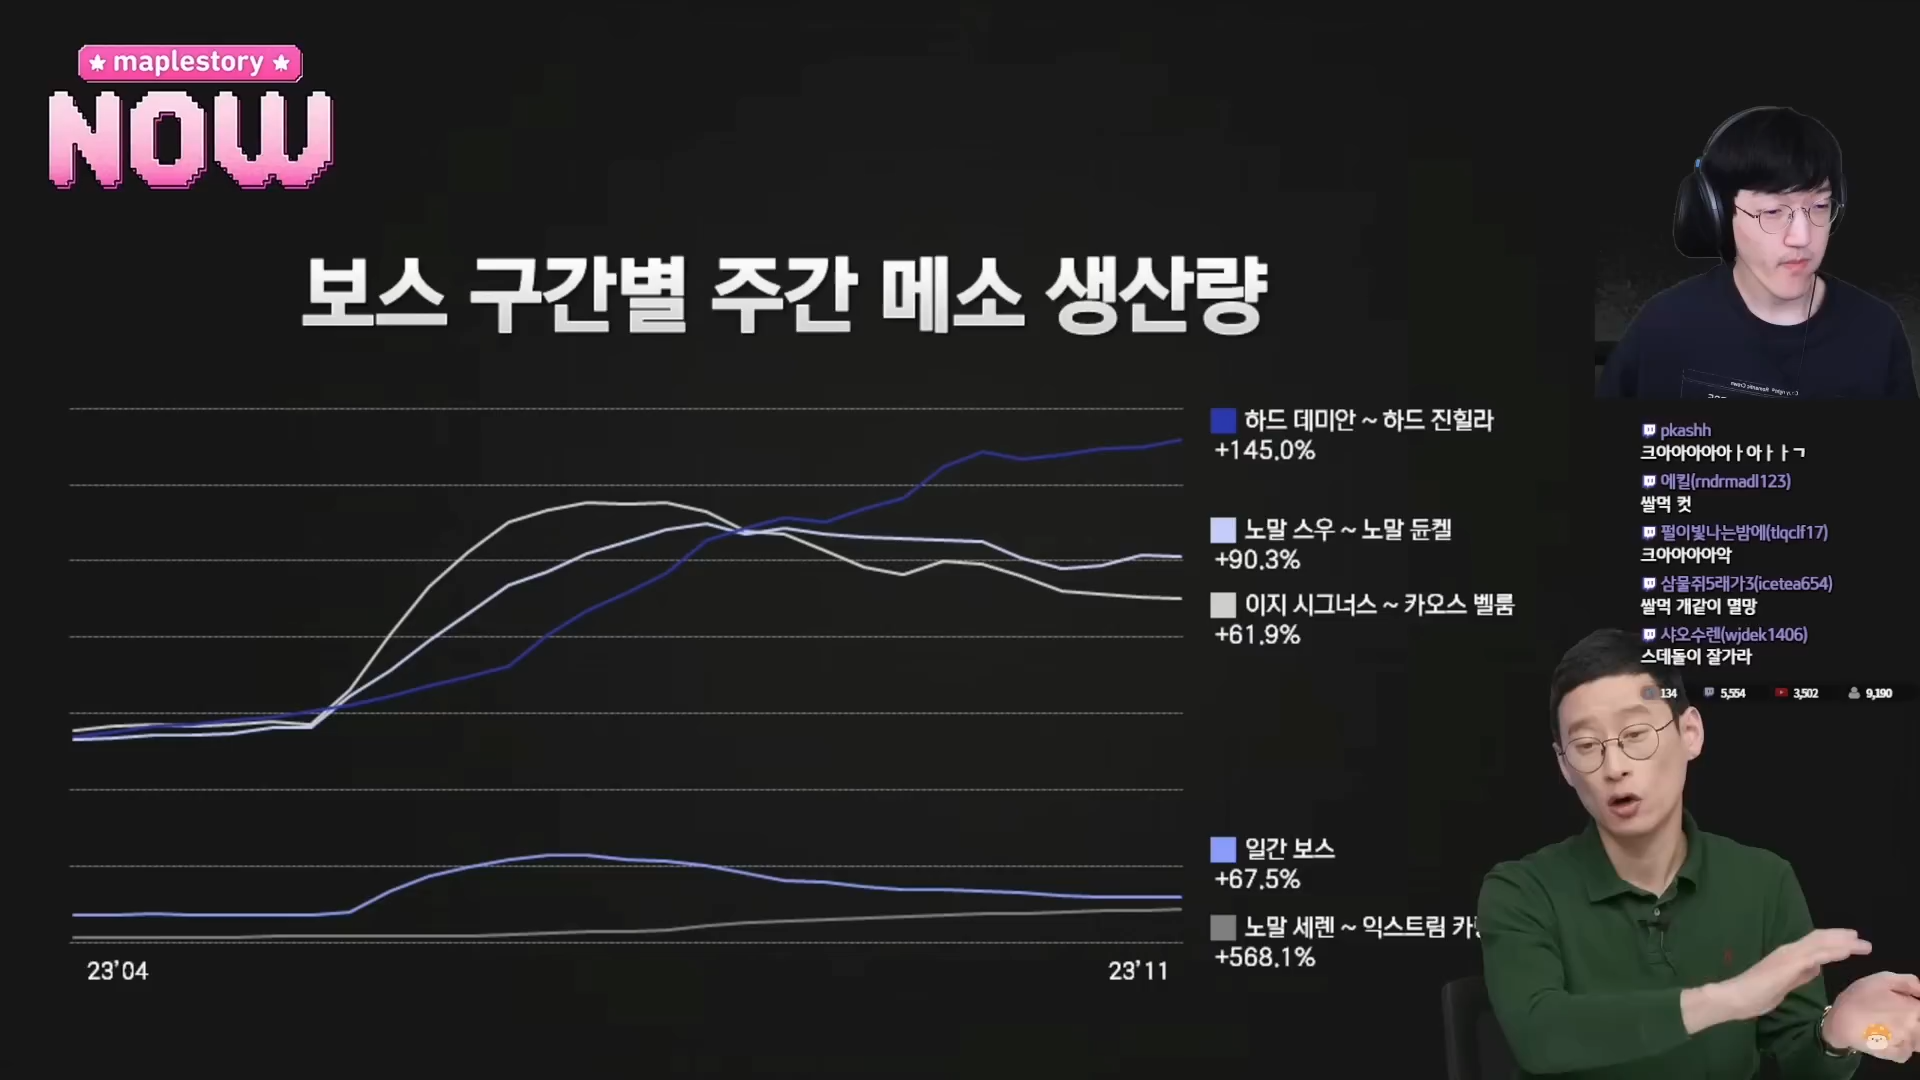 maplestory
NOW
보스 구간별 주간 메소 생산량
하드 데미안 ~ 하드 진힐라
+145.0%
노말 스우 ~ 노말 듄켈
+90.3%
이지 시그너스 ~ 카오스 벨룸
+61.9%
일간 보스
+67.5%
노말 세렌 ~ 익스트림
+568.1%
23'04
23'11
pkashh
크아아아아아ㅏ아ㅏㅏㄱ
에킬(rndrmadl123)
쌀먹 컷
펄이빛나는밤에(tlqclf17)
크아아아아악
삼물쥐5래가3(icetea654)
쌀먹 개같이 멸망
샤오수렌(wjdek1406)
스데돌이 잘가라
134 5,554 3,502 9,190